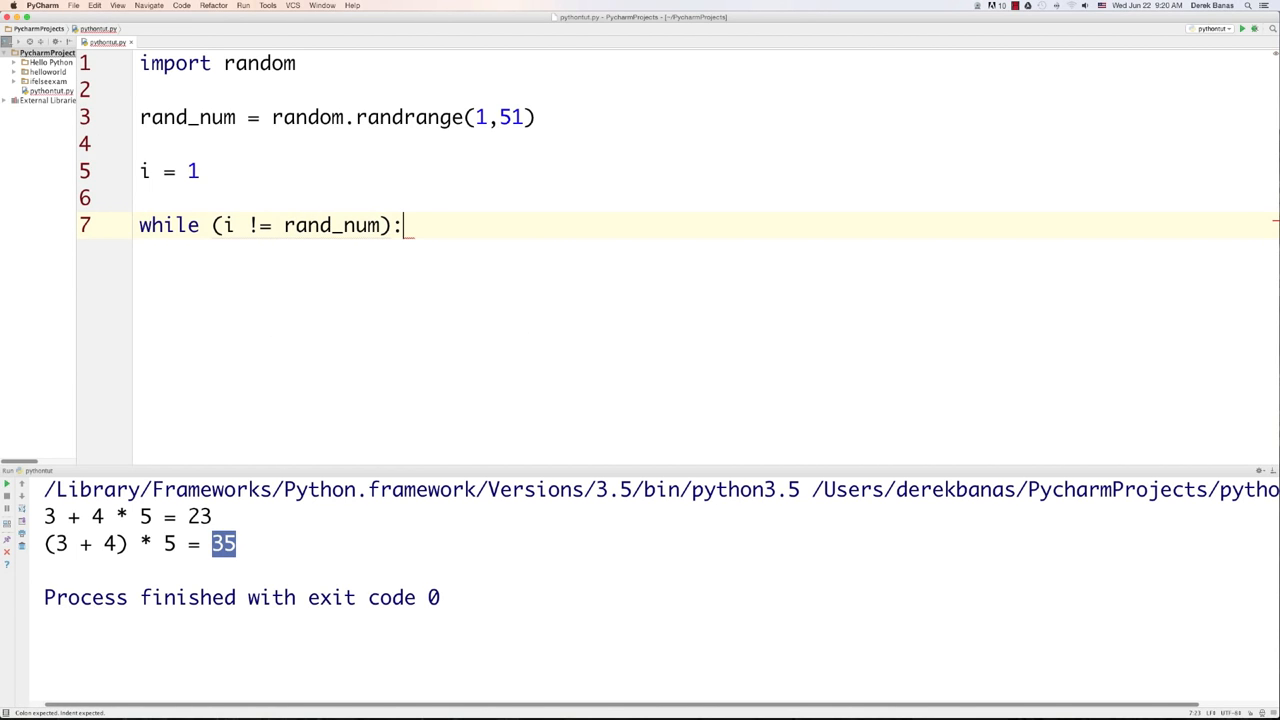 PyCharm File Edit View Navigate Code Refactor Run Tools VCS Window Help 10 Wed Jun 22 9:20 AM Derek Banas
pythontut.py - PycharmProjects - [~/PycharmProjects]
PycharmProjects pythontut.py pythontut
pythontut.py
PycharmProject
Hello Python
helloworld
ifelseexam
pythontut.py
External Librarie
1 import random
2
3 rand_num = random.randrange(1,51)
4
5 i = 1
6
7 while (i != rand_num):
Run pythontut
/Library/Frameworks/Python.framework/Versions/3.5/bin/python3.5 /Users/derekbanas/PycharmProjects/pytho
3 + 4 * 5 = 23
(3 + 4) * 5 = 35
Process finished with exit code 0
Colon expected. Indent expected. 7:23 LF÷ UTF-8÷